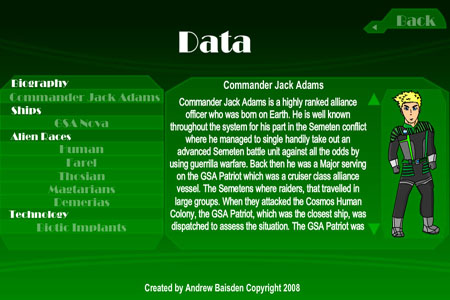 Back
Data
Biography
Commander Jack Adams
Ships
GSA Nova
Alien Races
Human
Farel
Thosian
Magtarians
Demerias
Technology
Biotic Implants
Commander Jack Adams
Commander Jack Adams is a highly ranked alliance
officer who was born on Earth. He is well known
throughout the system for his part in the Semeten conflict
where he managed to single handily take out an
advanced Semeten battle unit against all the odds by
using guerrilla warfare. Back then he was a Major serving
on the GSA Patriot which was a cruiser class alliance
vessel. The Semetens where raiders, that travelled in
large groups. When they attacked the Cosmos Human
Colony, the GSA Patriot, which was the closest ship, was
dispatched to assess the situation. The GSA Patriot was
Created by Andrew Baisden Copyright 2008